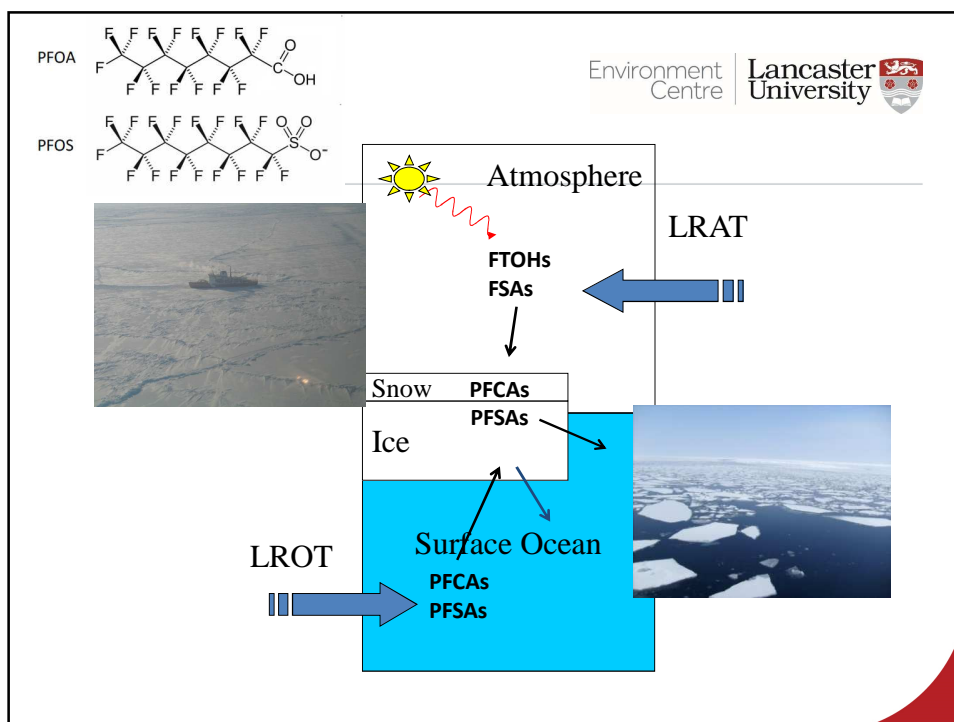 PFOA
F F F F F F F O
F C
F F F F F F F OH
Environment
Centre
Lancaster
University
PFOS
F F F F F F F F O O
F S
F F F F F F F F O-
Atmosphere
LRAT
FTOHs
FSAs
Snow PFCAs
PFSAs
Ice
Surface Ocean
LROT
PFCAs
PFSAs